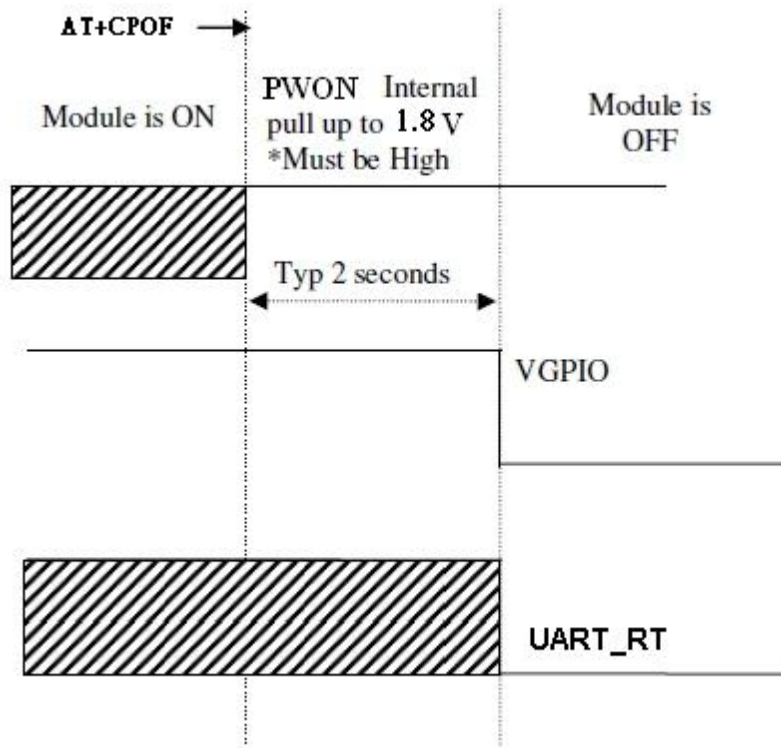 AT+CPOF
Module is ON
PWON Internal
pull up to 1.8 V
*Must be High
Module is
OFF
Typ 2 seconds
VGPIO
UART_RT